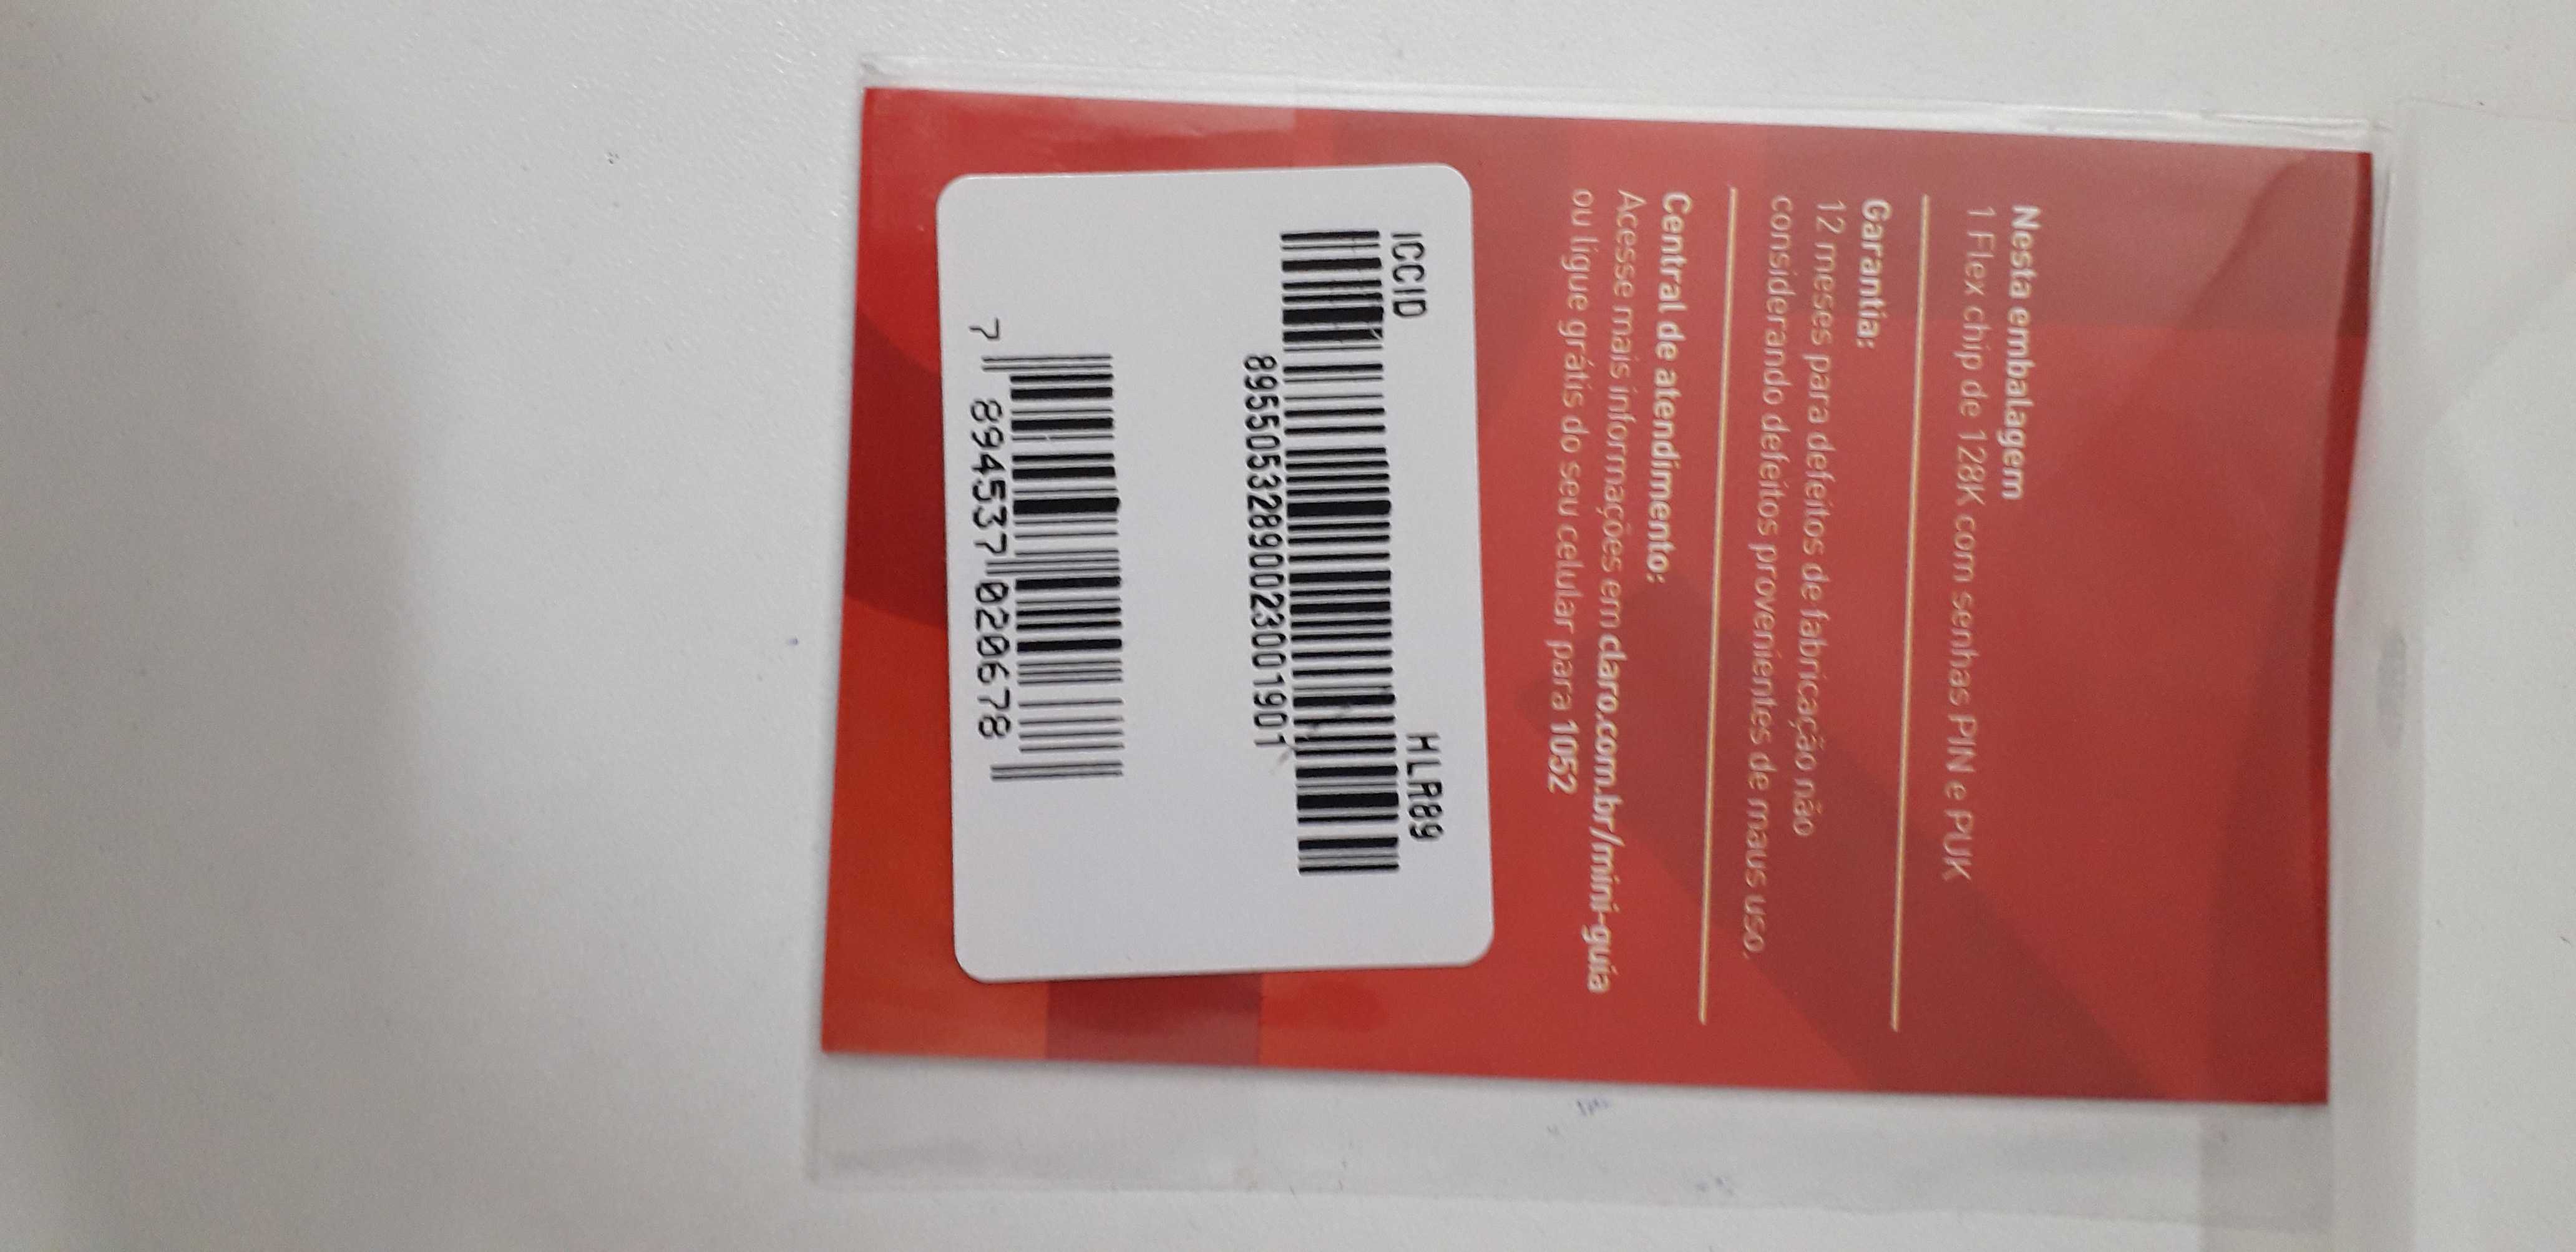 Nesta embalagem
1 Flex chip de 128K com senhas PIN e PUK
Garantia:
12 meses para defeitos de fabricação não
considerando defeitos provenientes de maus uso.
Central de atendimento:
Acesse mais informações em claro.com.br/mini-guia
ou ligue grátis do seu celular para 1052
ICCID HLR89
89550532890023001901
7 894537 020678